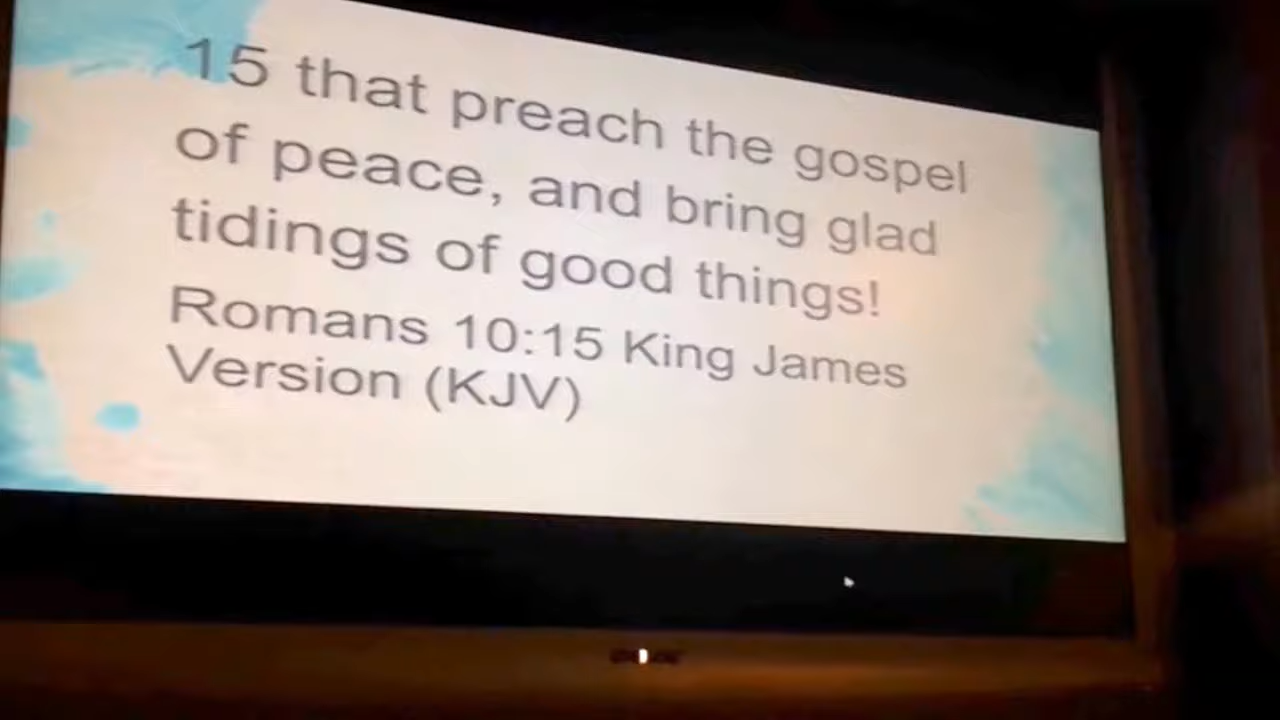 15 that preach the gospel
of peace, and bring glad
tidings of good things!
Romans 10:15 King James
Version (KJV)